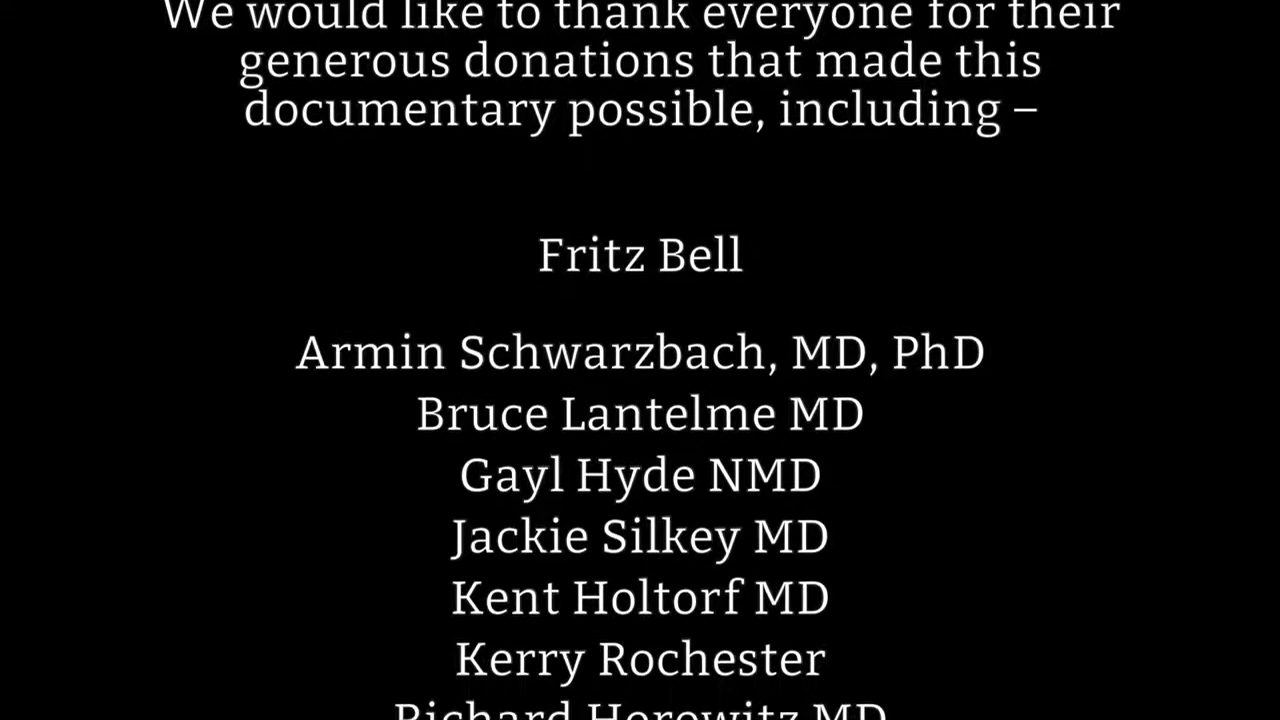 We would like to thank everyone for their
generous donations that made this
documentary possible, including –
Fritz Bell
Armin Schwarzbach, MD, PhD
Bruce Lantelme MD
Gayl Hyde NMD
Jackie Silkey MD
Kent Holtorf MD
Kerry Rochester
Richard Horowitz MD